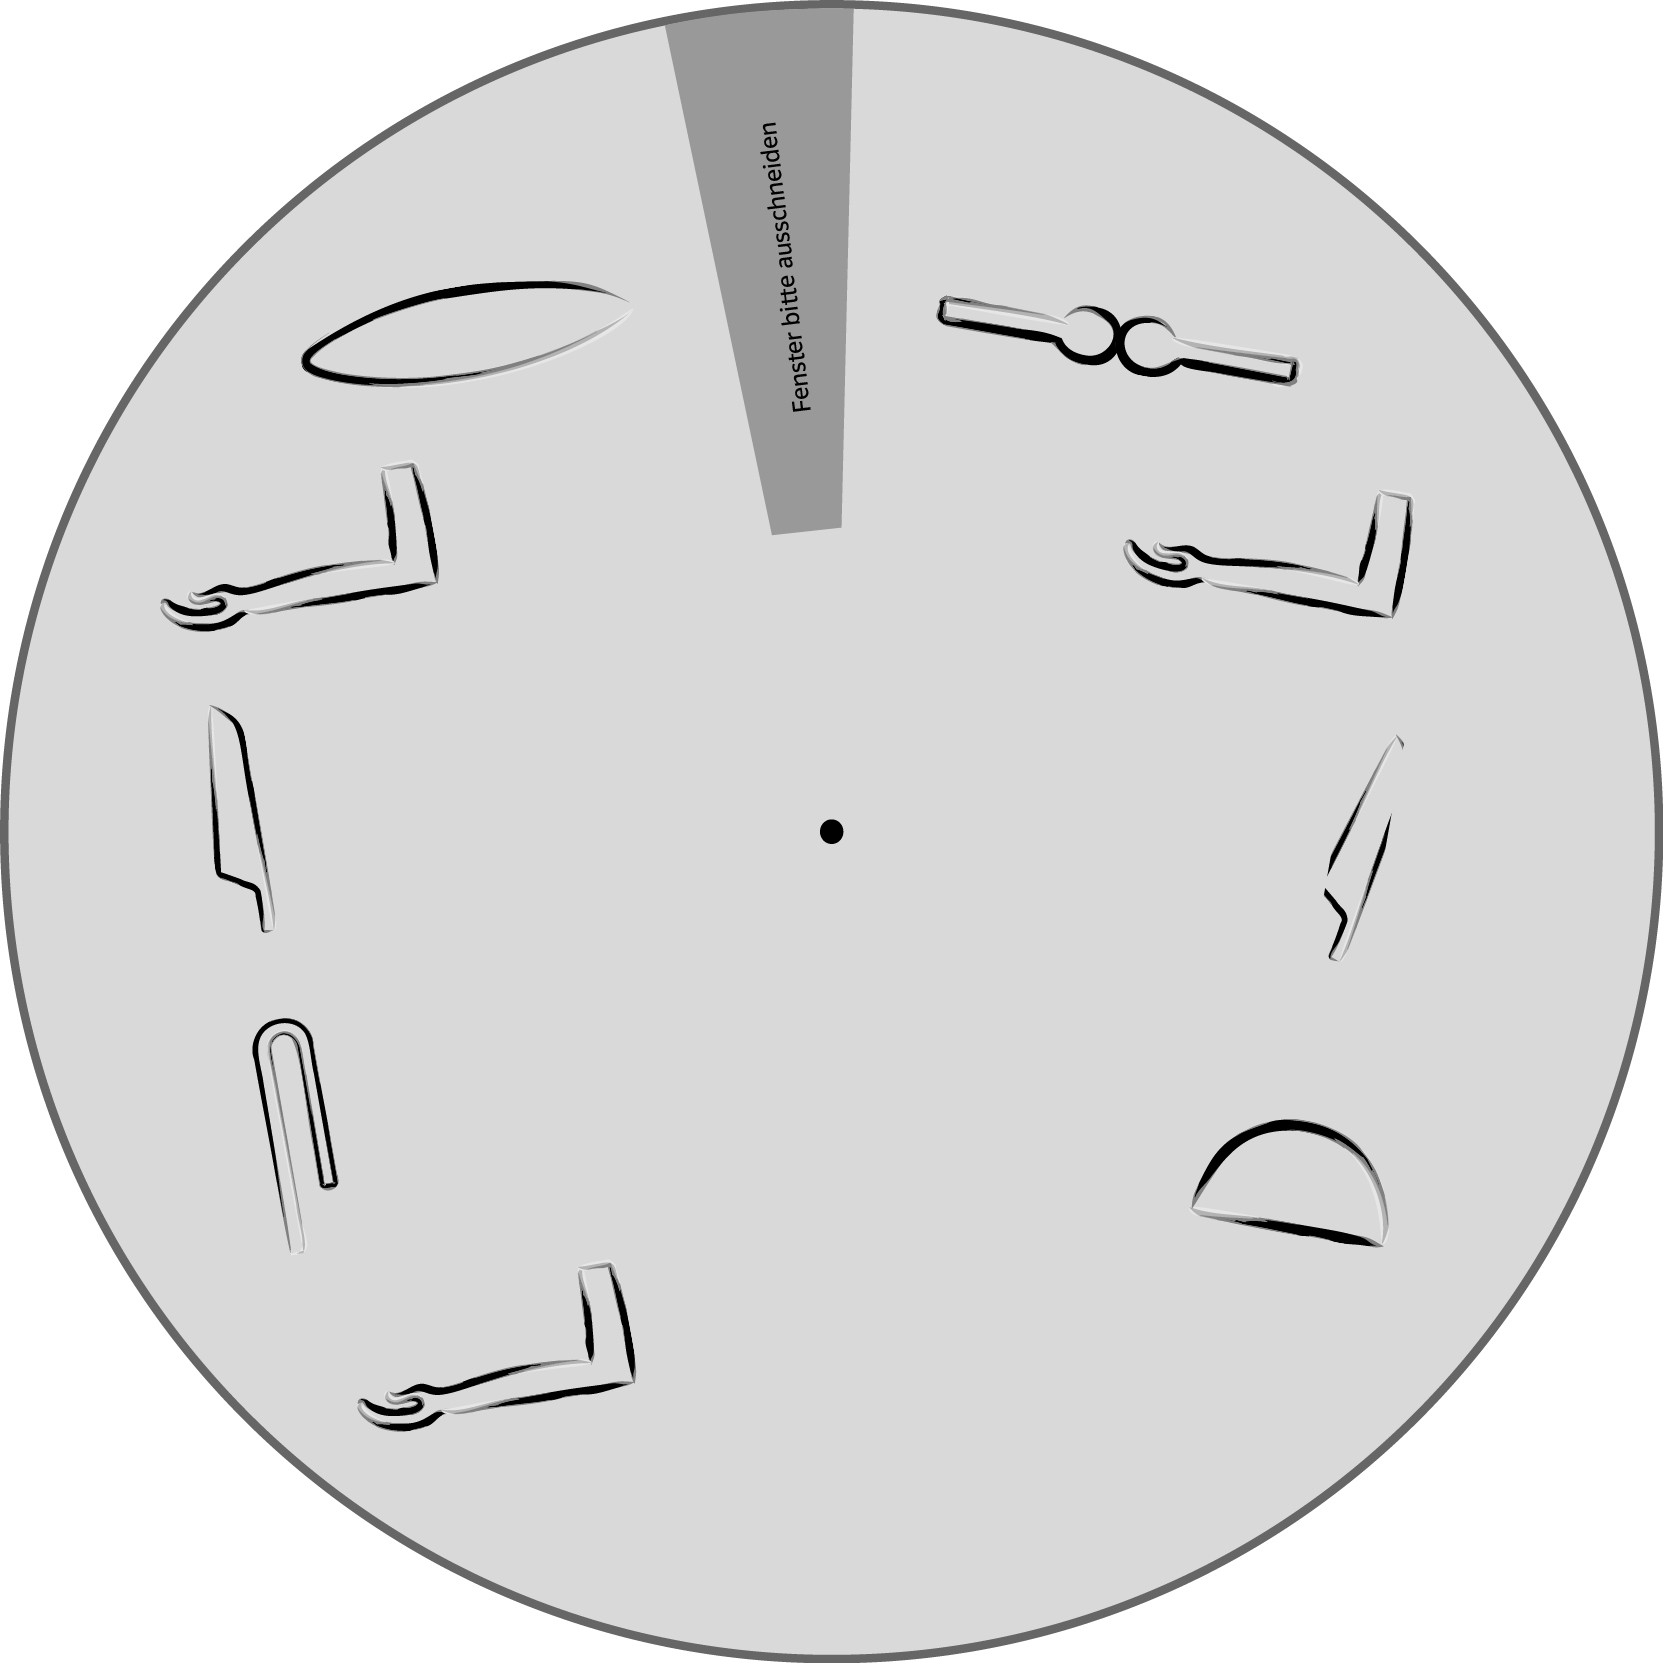 Fenster bitte ausschneiden
𓂋 𓊃
𓂝 𓂝
𓇋 𓇋
𓋴 𓏏
𓂝